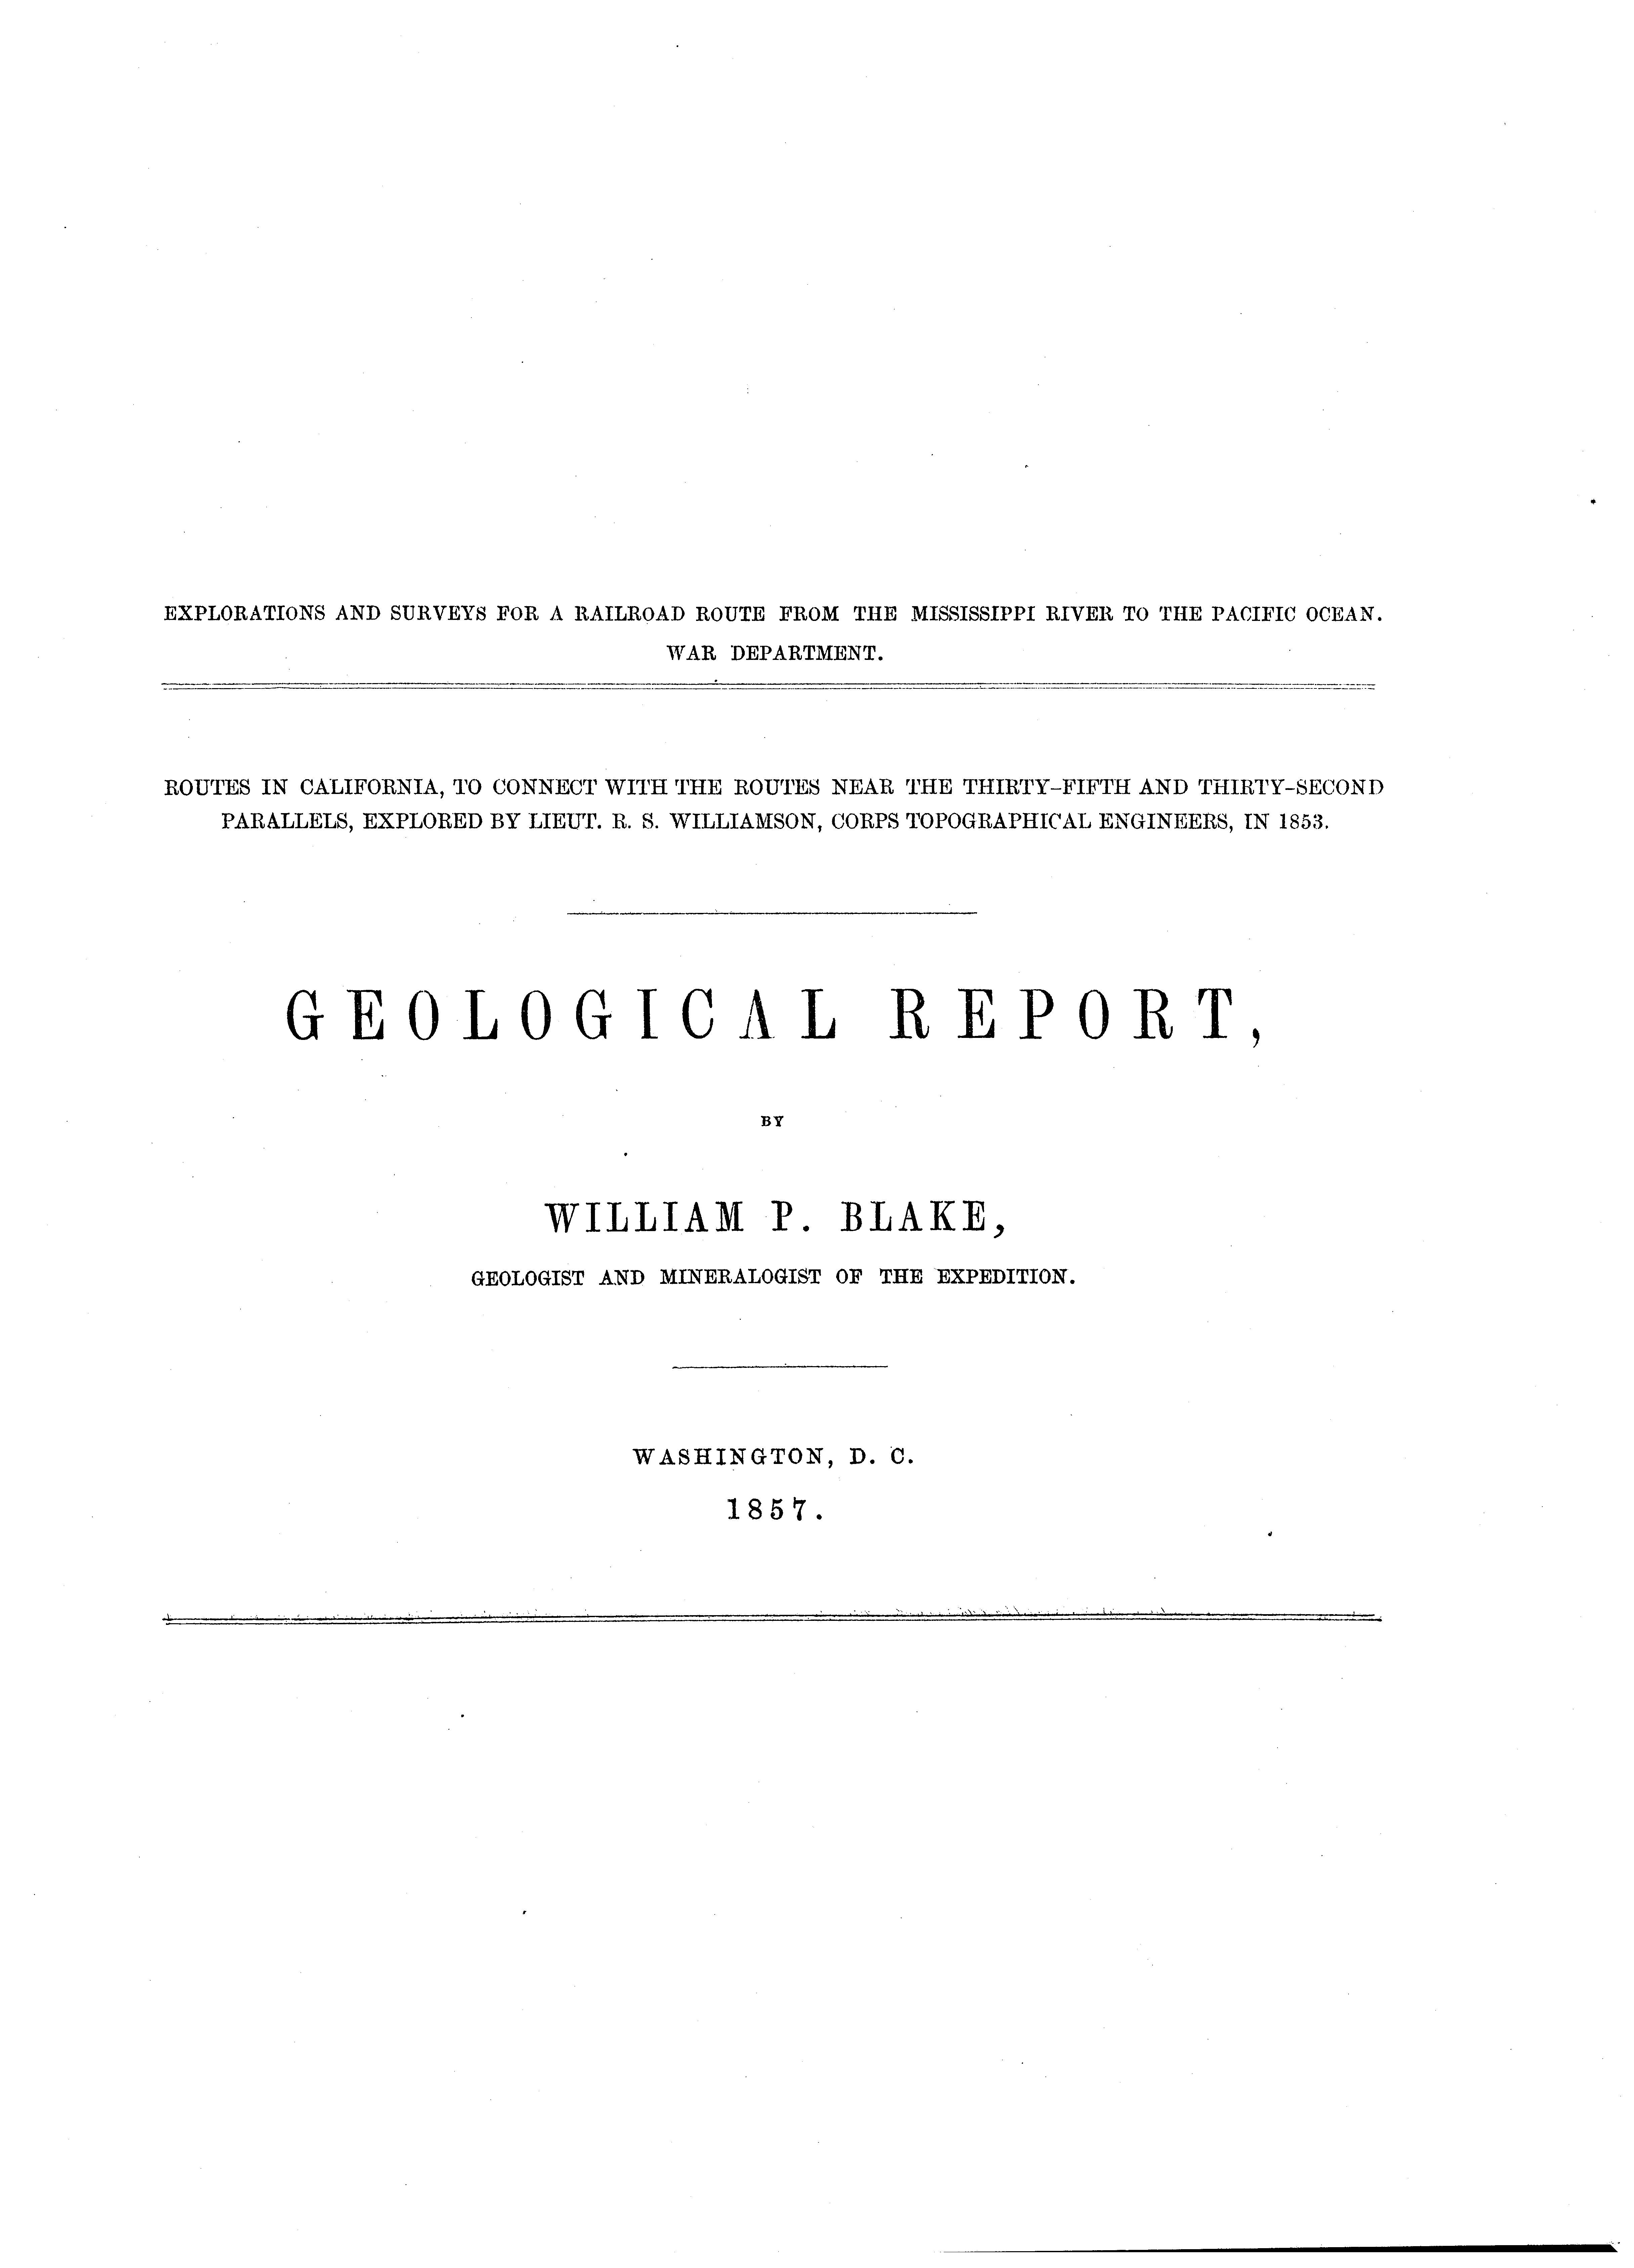 EXPLORATIONS AND SURVEYS FOR A RAILROAD ROUTE FROM THE MISSISSIPPI RIVER TO THE PACIFIC OCEAN.
WAR DEPARTMENT.
ROUTES IN CALIFORNIA, TO CONNECT WITH THE ROUTES NEAR THE THIRTY-FIFTH AND THIRTY-SECOND
PARALLELS, EXPLORED BY LIEUT. R. S. WILLIAMSON, CORPS TOPOGRAPHICAL ENGINEERS, IN 1853.
GEOLOGICAL REPORT,
BY
WILLIAM P. BLAKE,
GEOLOGIST AND MINERALOGIST OF THE EXPEDITION.
WASHINGTON, D. C.
1857.